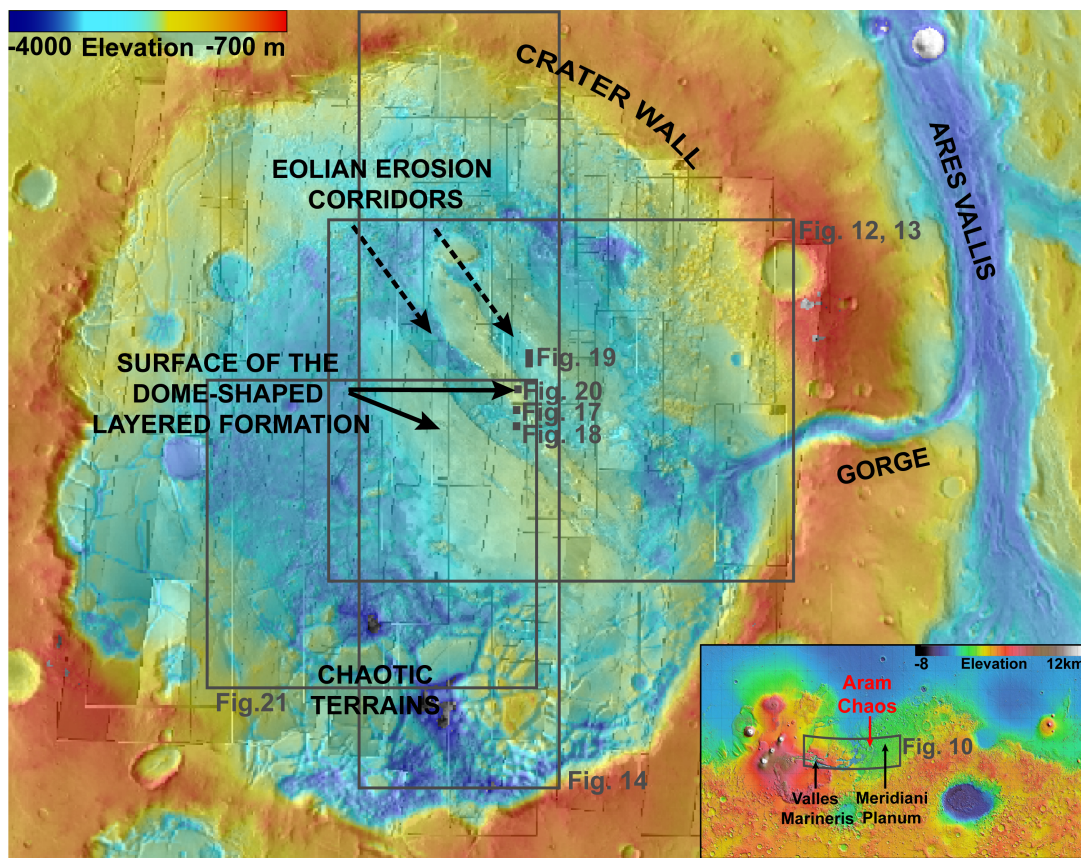 -4000 Elevation -700 m
CRATER WALL
ARES VALLIS
EOLIAN EROSION
CORRIDORS
Fig. 12, 13
SURFACE OF THE
DOME-SHAPED
LAYERED FORMATION
Fig. 19
Fig. 20
Fig. 17
Fig. 18
GORGE
CHAOTIC
TERRAINS
Fig.21
Fig. 14
-8 Elevation 12km
Aram
Chaos
Fig. 10
Valles
Marineris
Meridiani
Planum